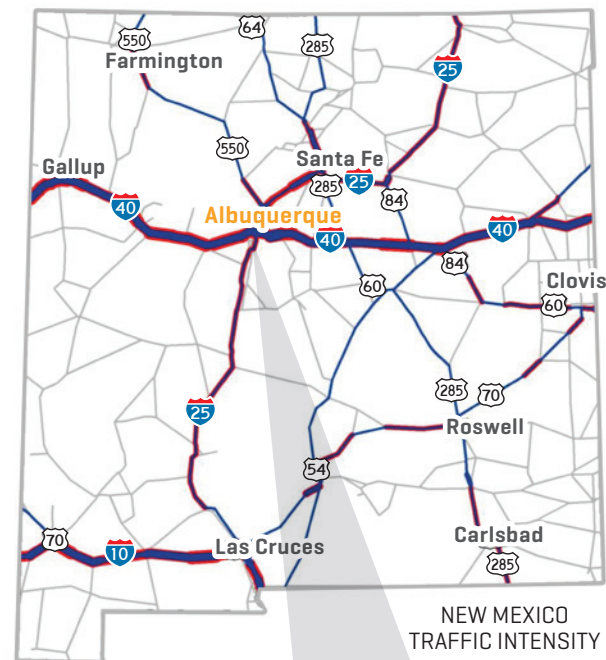 550
64
285
Farmington
25
550
Santa Fe
Gallup
285
25
84
40
Albuquerque
40
40
84
60
Clovis
60
285
70
25
Roswell
54
70
10
Las Cruces
Carlsbad
285
NEW MEXICO
TRAFFIC INTENSITY